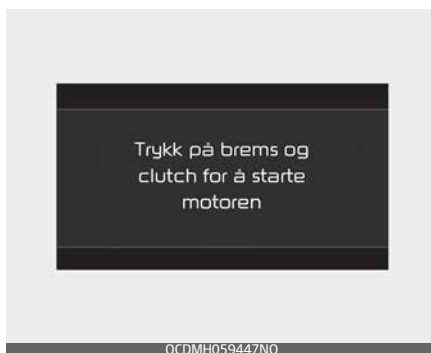 Trykk på brems og
clutch for å starte
motoren
OCDMH059447NO